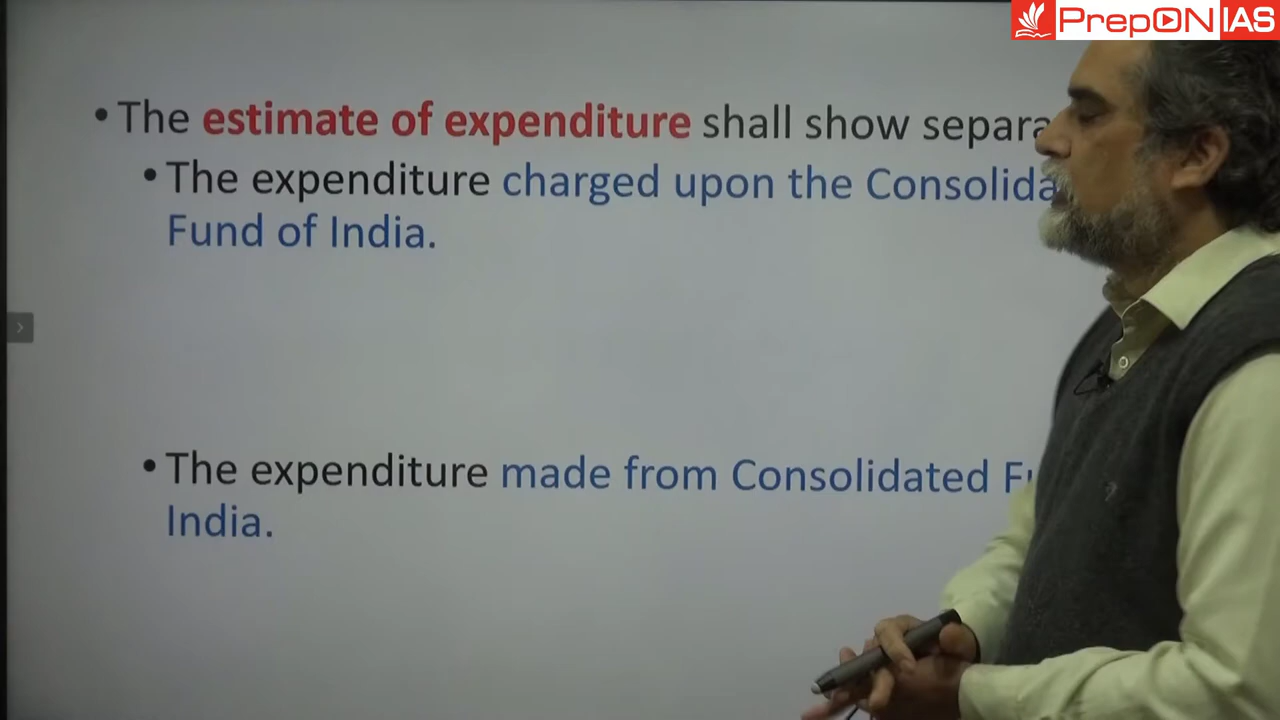 PrepON IAS
• The estimate of expenditure shall show separa
• The expenditure charged upon the Consolida
Fund of India.
• The expenditure made from Consolidated F
India.